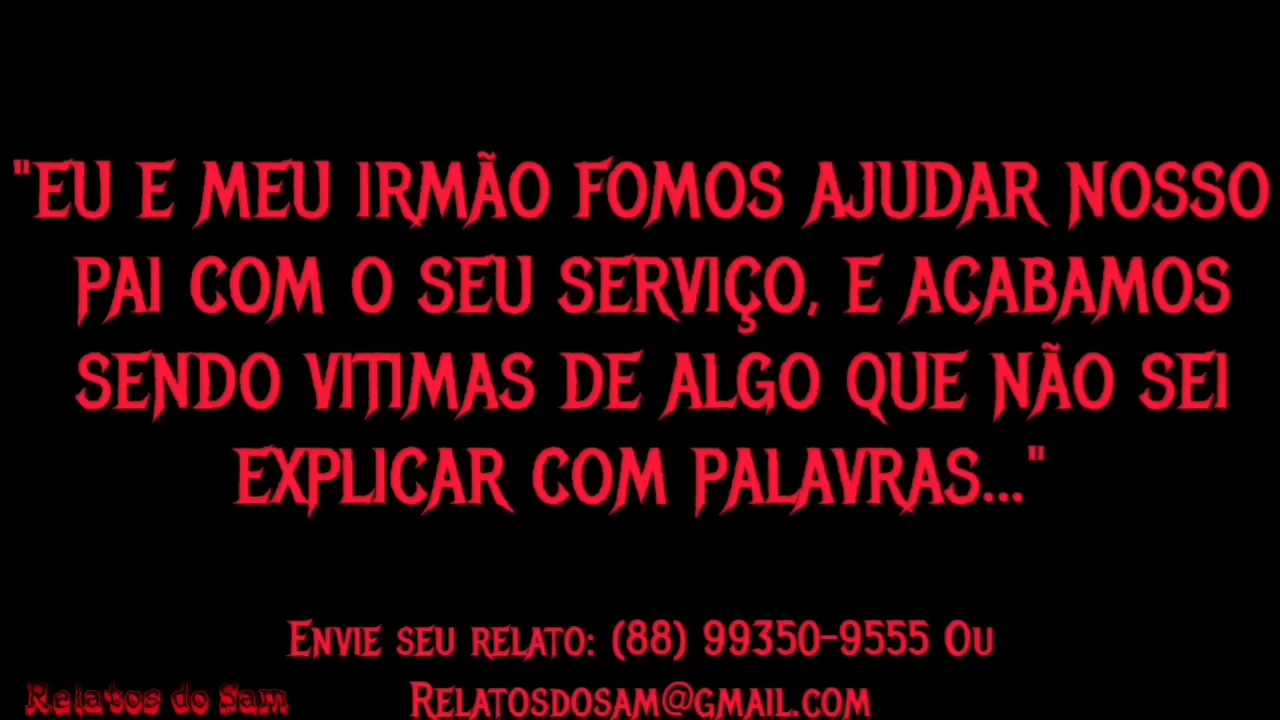 "EU E MEU IRMÃO FOMOS AJUDAR NOSSO
PAI COM O SEU SERVIÇO, E ACABAMOS
SENDO VITIMAS DE ALGO QUE NÃO SEI
EXPLICAR COM PALAVRAS..."
ENVIE SEU RELATO: (88) 99350-9555 OU
RELATOSDOSAM@GMAIL.COM
Relatos do Sam